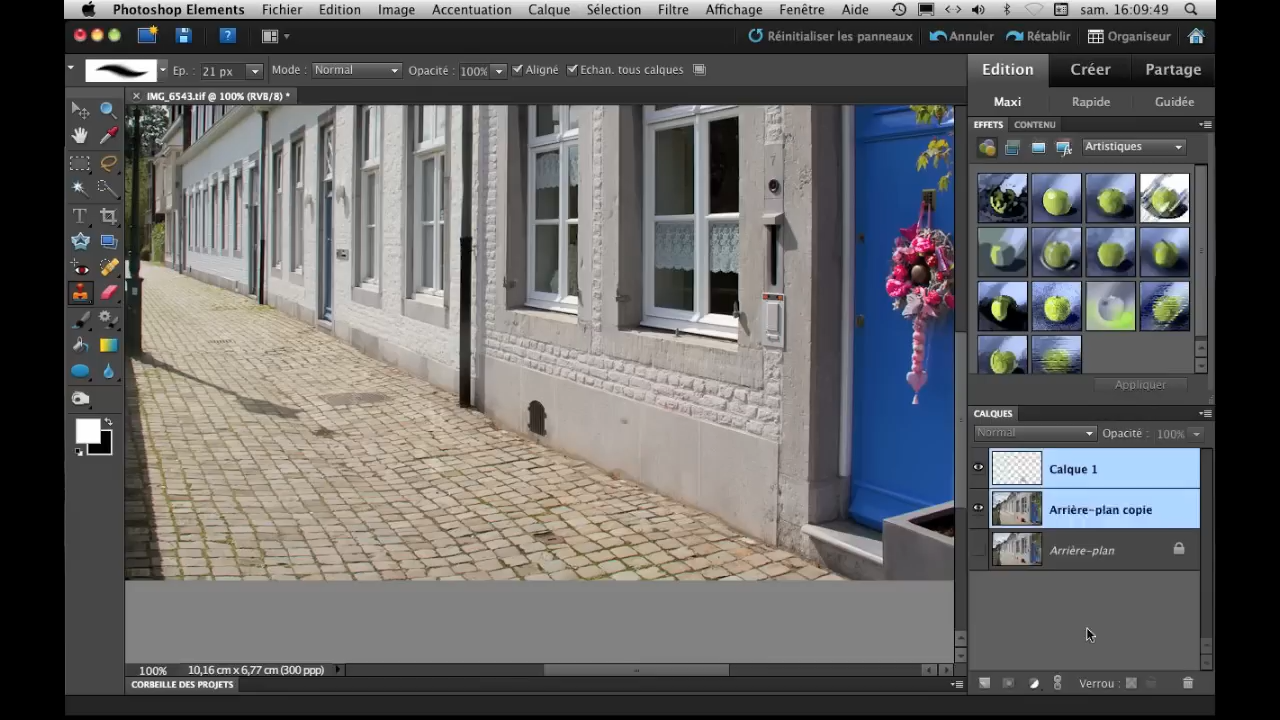 Photoshop Elements Fichier Edition Image Accentuation Calque Sélection Filtre Affichage Fenêtre Aide sam. 16:09:49
? Réinitialiser les panneaux Annuler Rétablir Organiseur
Ep. : 21 px Mode : Normal Opacité : 100% Aligné Echan. tous calques
Edition Créer Partage
IMG_6543.tif @ 100% (RVB/8) *
Maxi Rapide Guidée
EFFETS CONTENU
Artistiques
Appliquer
CALQUES
Normal Opacité : 100%
Calque 1
Arrière-plan copie
Arrière-plan
100% 10,16 cm x 6,77 cm (300 ppp)
CORBEILLE DES PROJETS
Verrou :